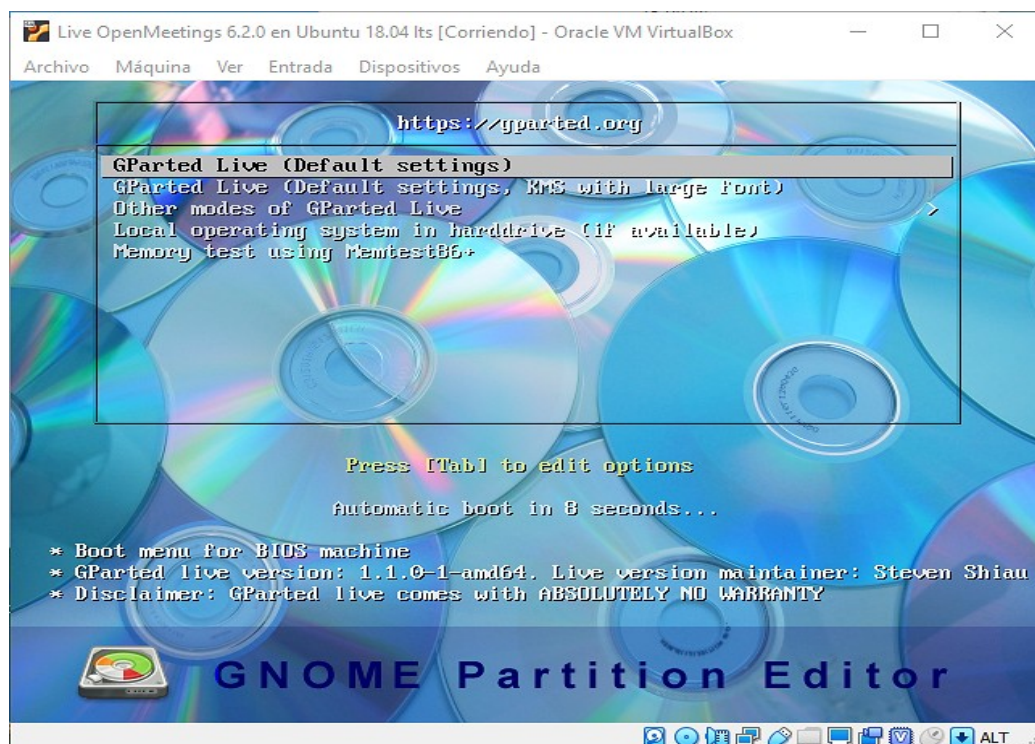 Live OpenMeetings 6.2.0 en Ubuntu 18.04 lts [Corriendo] - Oracle VM VirtualBox
Archivo Máquina Ver Entrada Dispositivos Ayuda
https://gparted.org
GParted Live (Default settings)
GParted Live (Default settings, KMS with large font)
Other modes of GParted Live >
Local operating system in harddrive (if available)
Memory test using Memtest86+
Press [Tab] to edit options
Automatic boot in 8 seconds...
* Boot menu for BIOS machine
* GParted live version: 1.1.0-1-amd64. Live version maintainer: Steven Shiau
* Disclaimer: GParted live comes with ABSOLUTELY NO WARRANTY
GNOME Partition Editor
ALT